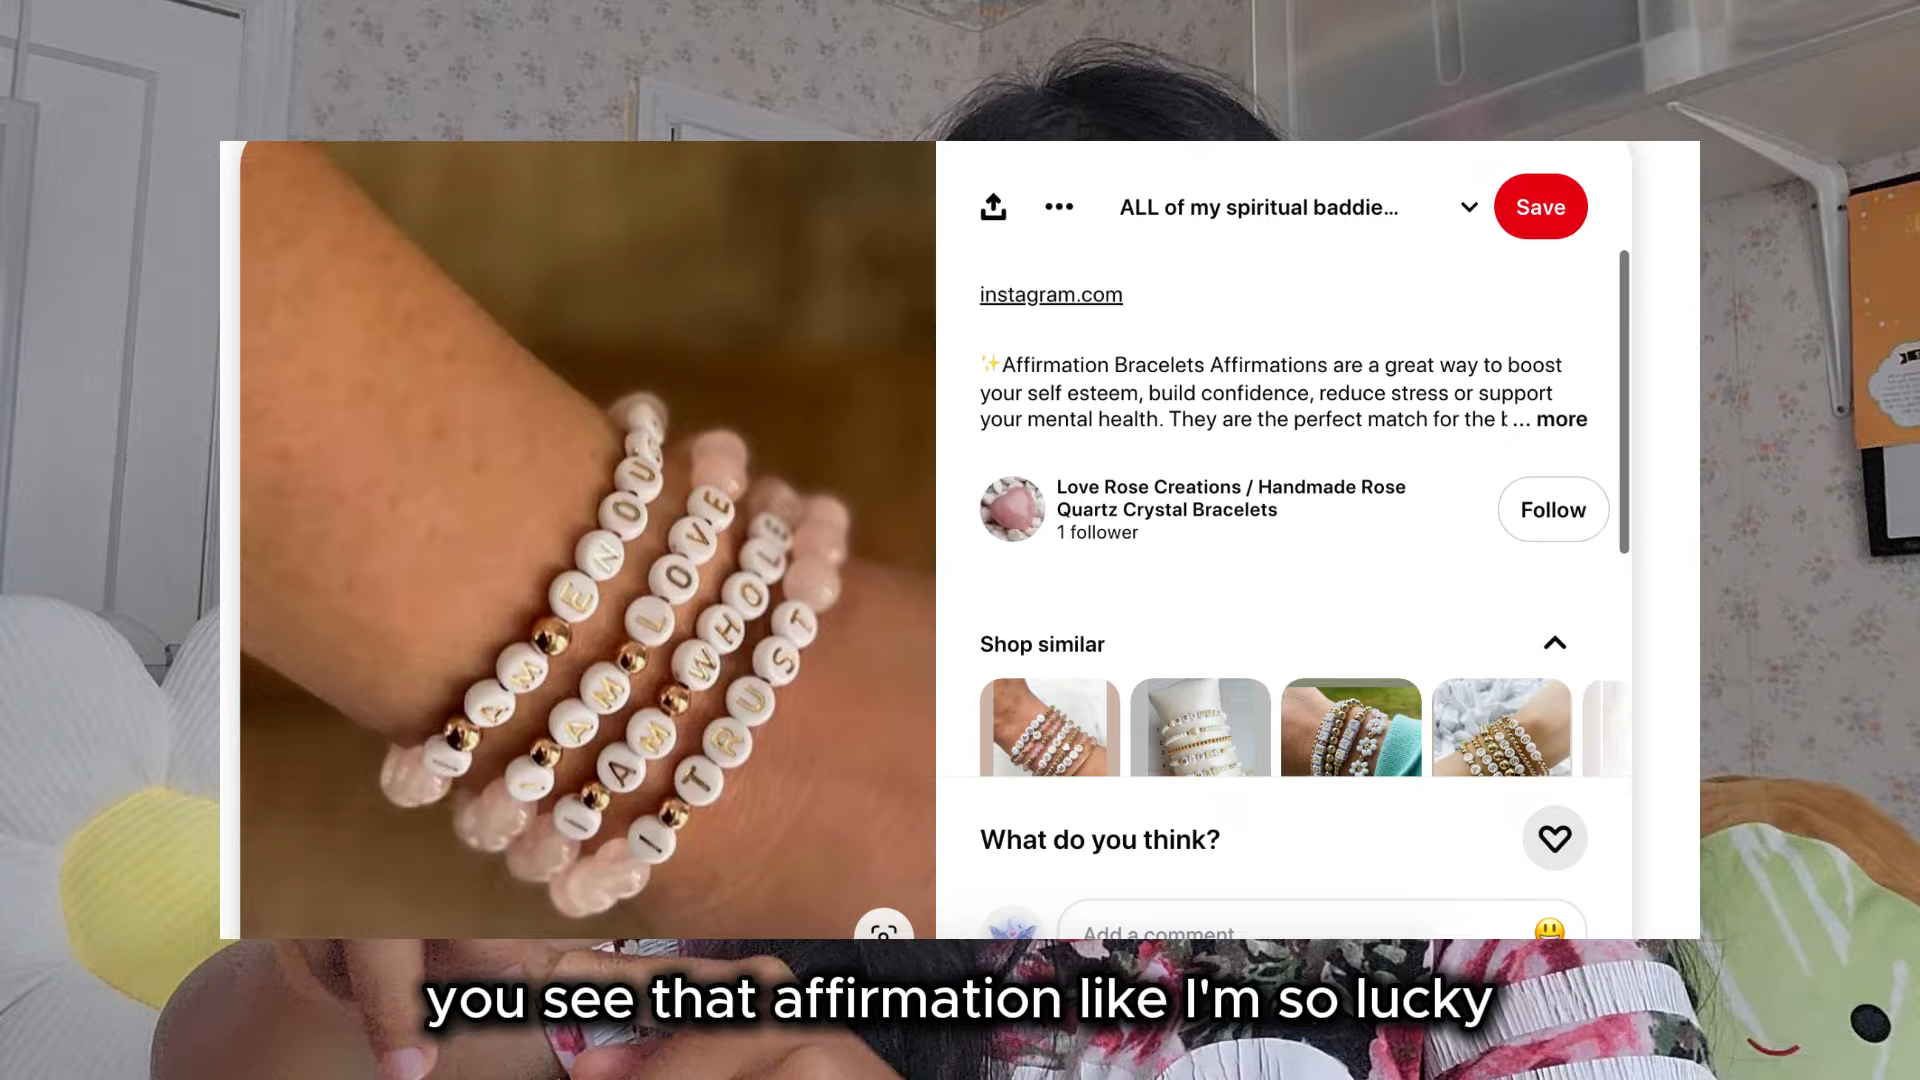 ALL of my spiritual baddie...
Save
instagram.com
✨Affirmation Bracelets Affirmations are a great way to boost
your self esteem, build confidence, reduce stress or support
your mental health. They are the perfect match for the ... more
Love Rose Creations / Handmade Rose
Quartz Crystal Bracelets
1 follower
Follow
Shop similar
What do you think?
Add a comment
I AM ENOU
I AM LOVE
I AM WHOLE
I TRUST
you see that affirmation like I'm so lucky